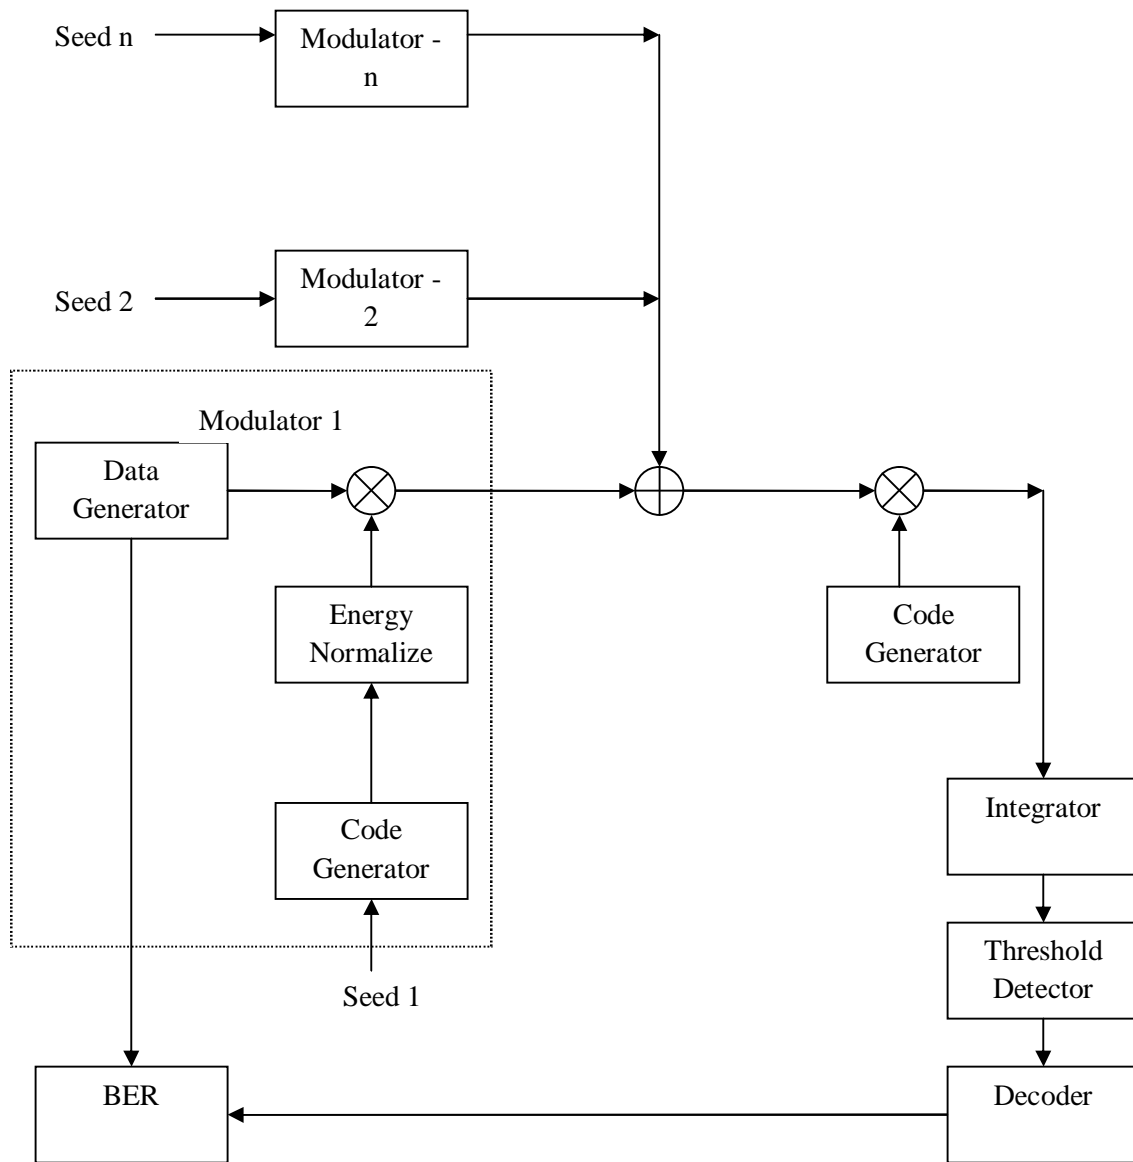 Seed n
Modulator -
n
Seed 2
Modulator -
2
Modulator 1
Data
Generator
Energy
Normalize
Code
Generator
Code
Generator
Seed 1
Integrator
Threshold
Detector
BER
Decoder